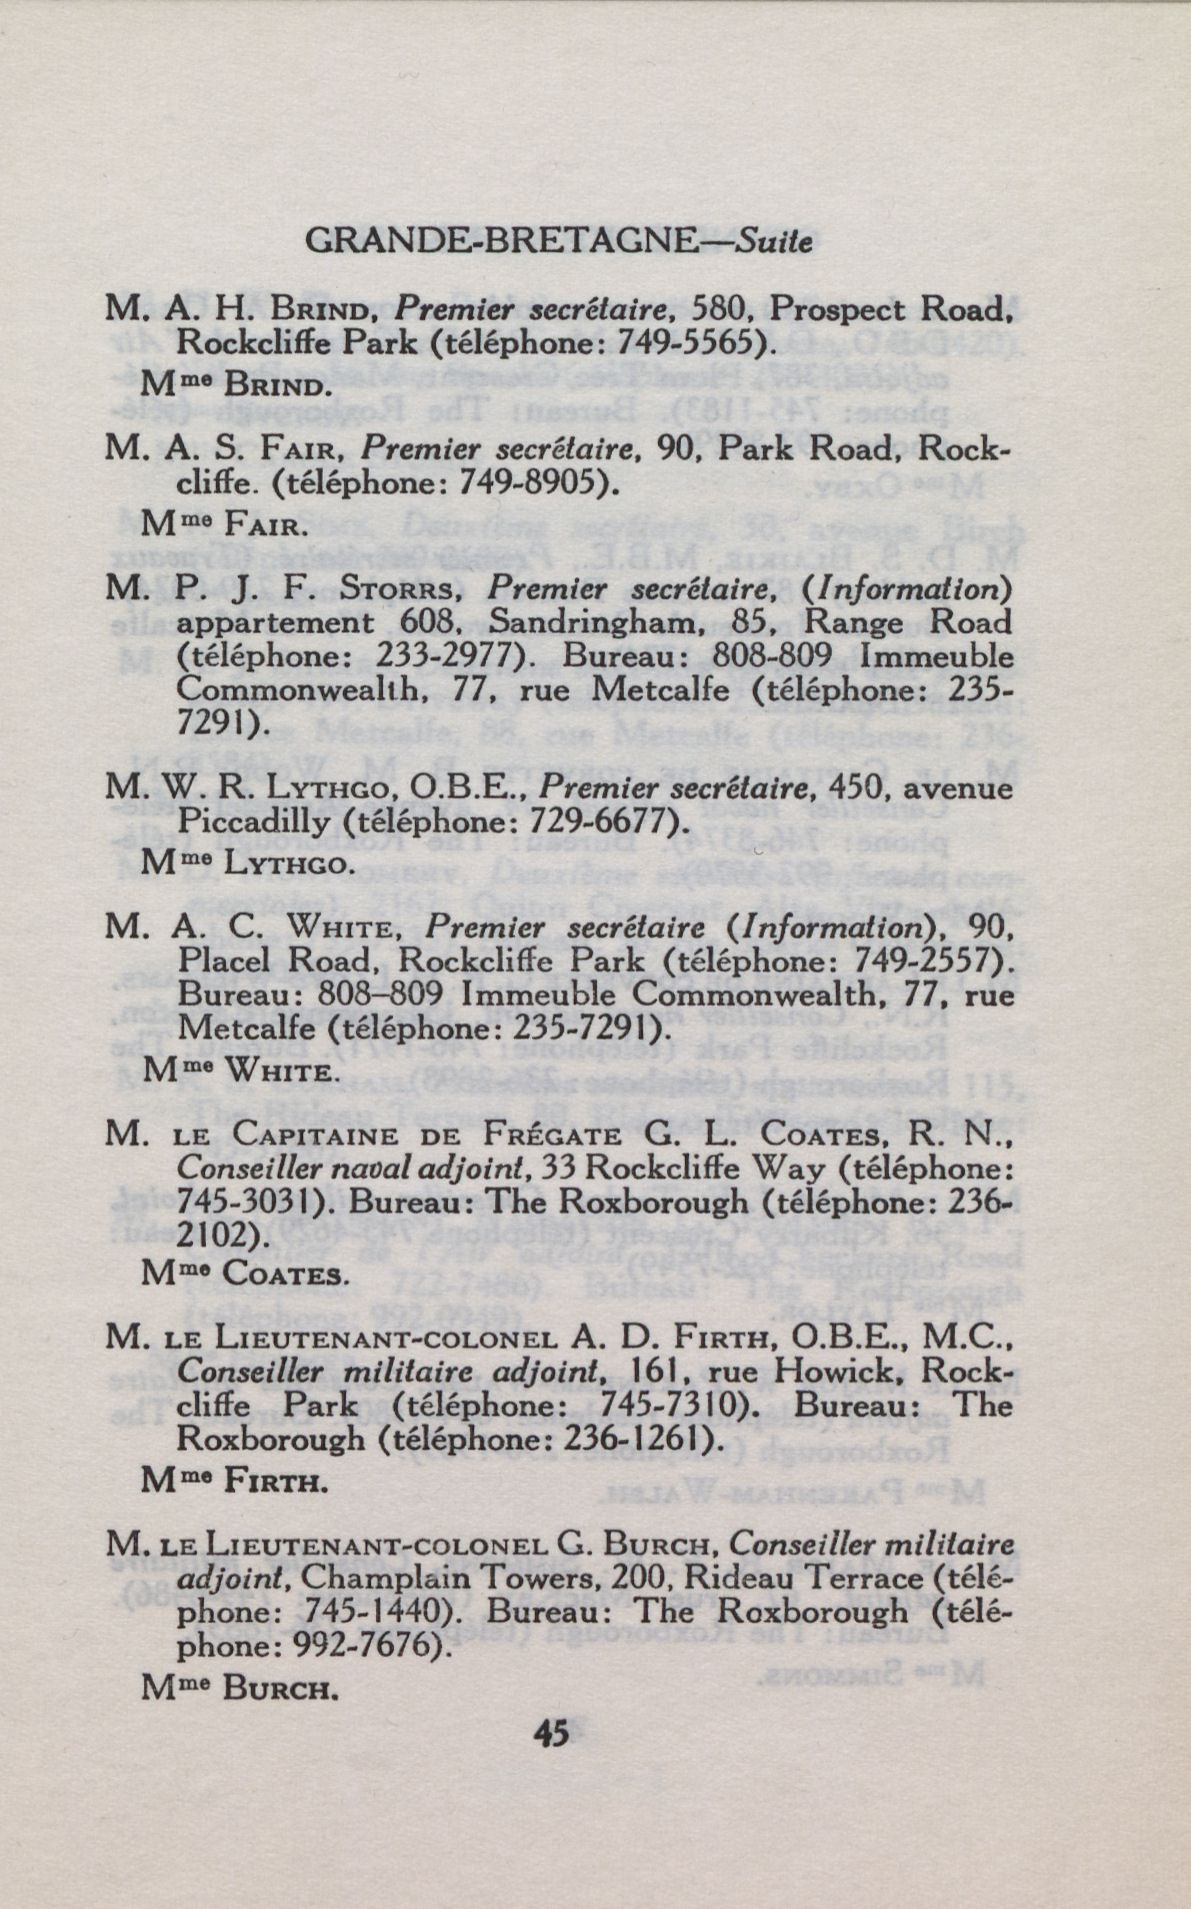 GRANDE-BRETAGNE—Suite
M. A. H. BRIND, Premier secrétaire, 580, Prospect Road,
Rockcliffe Park (téléphone: 749-5565).
Mme BRIND.
M. A. S. FAIR, Premier secrétaire, 90, Park Road, Rock-
cliffe. (téléphone: 749-8905).
Mme FAIR.
M. P. J. F. STORRS, Premier secrétaire, (Information)
appartement 608, Sandringham, 85, Range Road
(téléphone: 233-2977). Bureau: 808-809 Immeuble
Commonwealth, 77, rue Metcalfe (téléphone: 235-
7291).
M. W. R. LYTHGO, O.B.E., Premier secrétaire, 450, avenue
Piccadilly (téléphone: 729-6677).
Mme LYTHGO.
M. A. C. WHITE, Premier secrétaire (Information), 90,
Placel Road, Rockcliffe Park (téléphone: 749-2557).
Bureau: 808–809 Immeuble Commonwealth, 77, rue
Metcalfe (téléphone: 235-7291).
Mme WHITE.
M. LE CAPITAINE DE FRÉGATE G. L. COATES, R. N.,
Conseiller naval adjoint, 33 Rockcliffe Way (téléphone:
745-3031). Bureau: The Roxborough (téléphone: 236-
2102).
Mme COATES.
M. LE LIEUTENANT-COLONEL A. D. FIRTH, O.B.E., M.C.,
Conseiller militaire adjoint, 161, rue Howick, Rock-
cliffe Park (téléphone: 745-7310). Bureau: The
Roxborough (téléphone: 236-1261).
Mme FIRTH.
M. LE LIEUTENANT-COLONEL G. BURCH, Conseiller militaire
adjoint, Champlain Towers, 200, Rideau Terrace (télé-
phone: 745-1440). Bureau: The Roxborough (télé-
phone: 992-7676).
Mme BURCH.
45